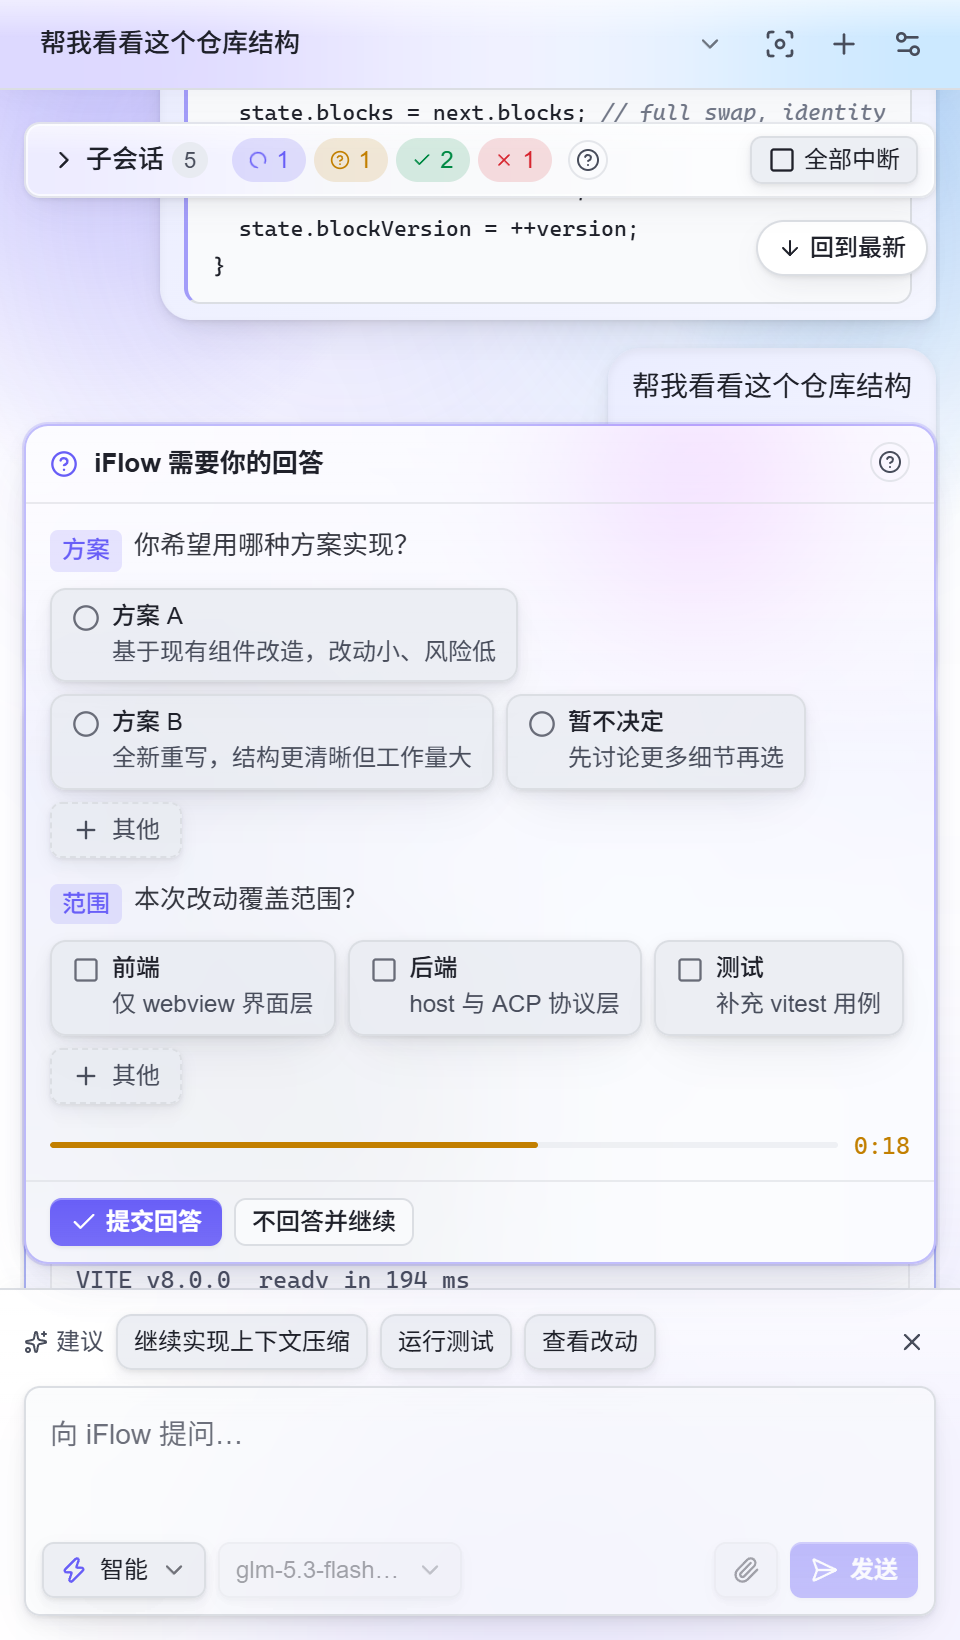 帮我看看这个仓库结构
state.blocks = next.blocks; // full swap, identity
子会话 5 1 1 2 1 全部中断
state.blockVersion = ++version;
回到最新
}
帮我看看这个仓库结构
iFlow 需要你的回答
方案 你希望用哪种方案实现？
方案 A
基于现有组件改造，改动小、风险低
方案 B
全新重写，结构更清晰但工作量大
暂不决定
先讨论更多细节再选
其他
范围 本次改动覆盖范围？
前端
仅 webview 界面层
后端
host 与 ACP 协议层
测试
补充 vitest 用例
其他
0:18
提交回答 不回答并继续
VITE v8.0.0 ready in 194 ms
建议 继续实现上下文压缩 运行测试 查看改动
向 iFlow 提问…
智能 glm-5.3-flash… 发送